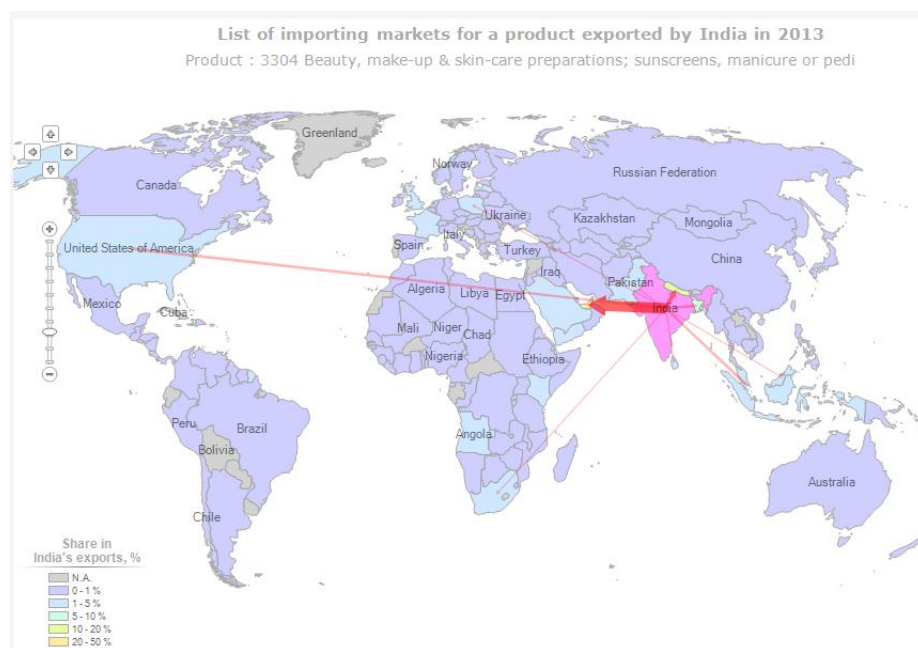 List of importing markets for a product exported by India in 2013
Product : 3304 Beauty, make-up & skin-care preparations; sunscreens, manicure or pedi
Greenland
Norway
Russian Federation
Canada
Ukraine
Kazakhstan
Mongolia
United States of America
Spain
Italy
Turkey
China
Iraq
Pakistan
Algeria
Libya
Egypt
Mexico
Cuba
India
Mali
Niger
Chad
Nigeria
Ethiopia
Peru
Brazil
Angola
Bolivia
Australia
Chile
Share in
India's exports, %
N.A.
0 - 1 %
1 - 5 %
5 - 10 %
10 - 20 %
20 - 50 %